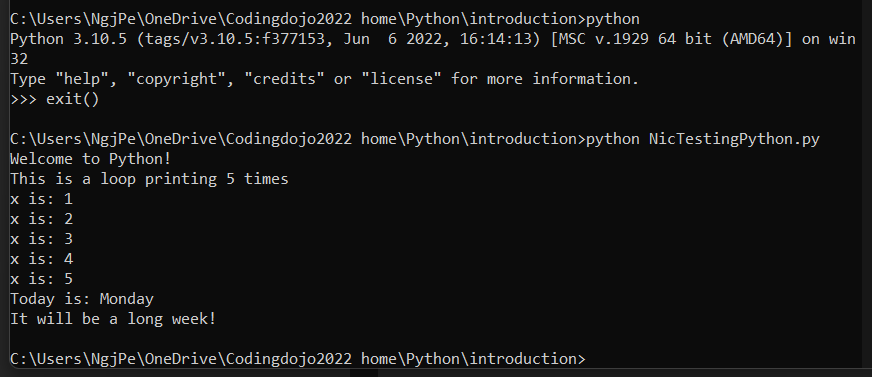 C:\Users\NgjPe\OneDrive\Codingdojo2022 home\Python\introduction>python
Python 3.10.5 (tags/v3.10.5:f377153, Jun  6 2022, 16:14:13) [MSC v.1929 64 bit (AMD64)] on win
32
Type "help", "copyright", "credits" or "license" for more information.
>>> exit()
C:\Users\NgjPe\OneDrive\Codingdojo2022 home\Python\introduction>python NicTestingPython.py
Welcome to Python!
This is a loop printing 5 times
x is: 1
x is: 2
x is: 3
x is: 4
x is: 5
Today is: Monday
It will be a long week!
C:\Users\NgjPe\OneDrive\Codingdojo2022 home\Python\introduction>